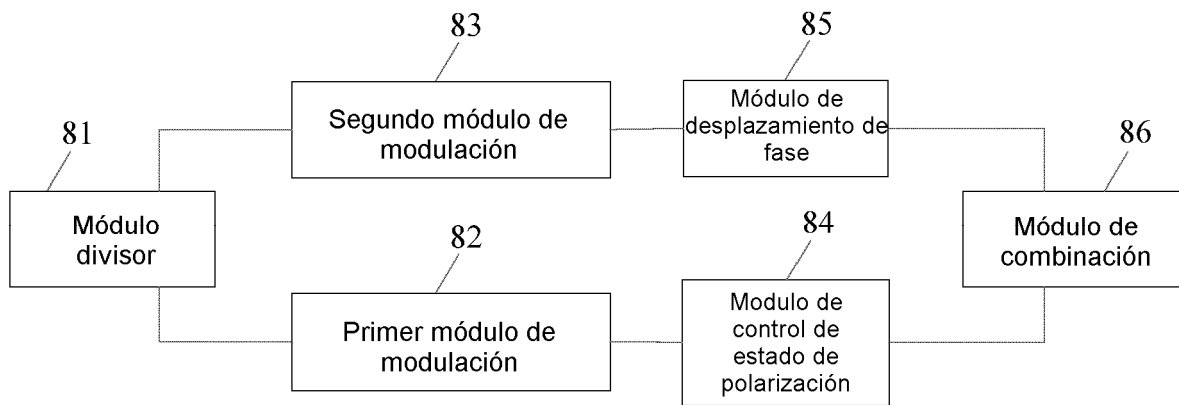 83
85
Segundo módulo de
modulación
Módulo de
desplazamiento de
fase
81
86
Módulo
divisor
Módulo de
combinación
82
84
Primer módulo de
modulación
Modulo de
control de
estado de
polarización